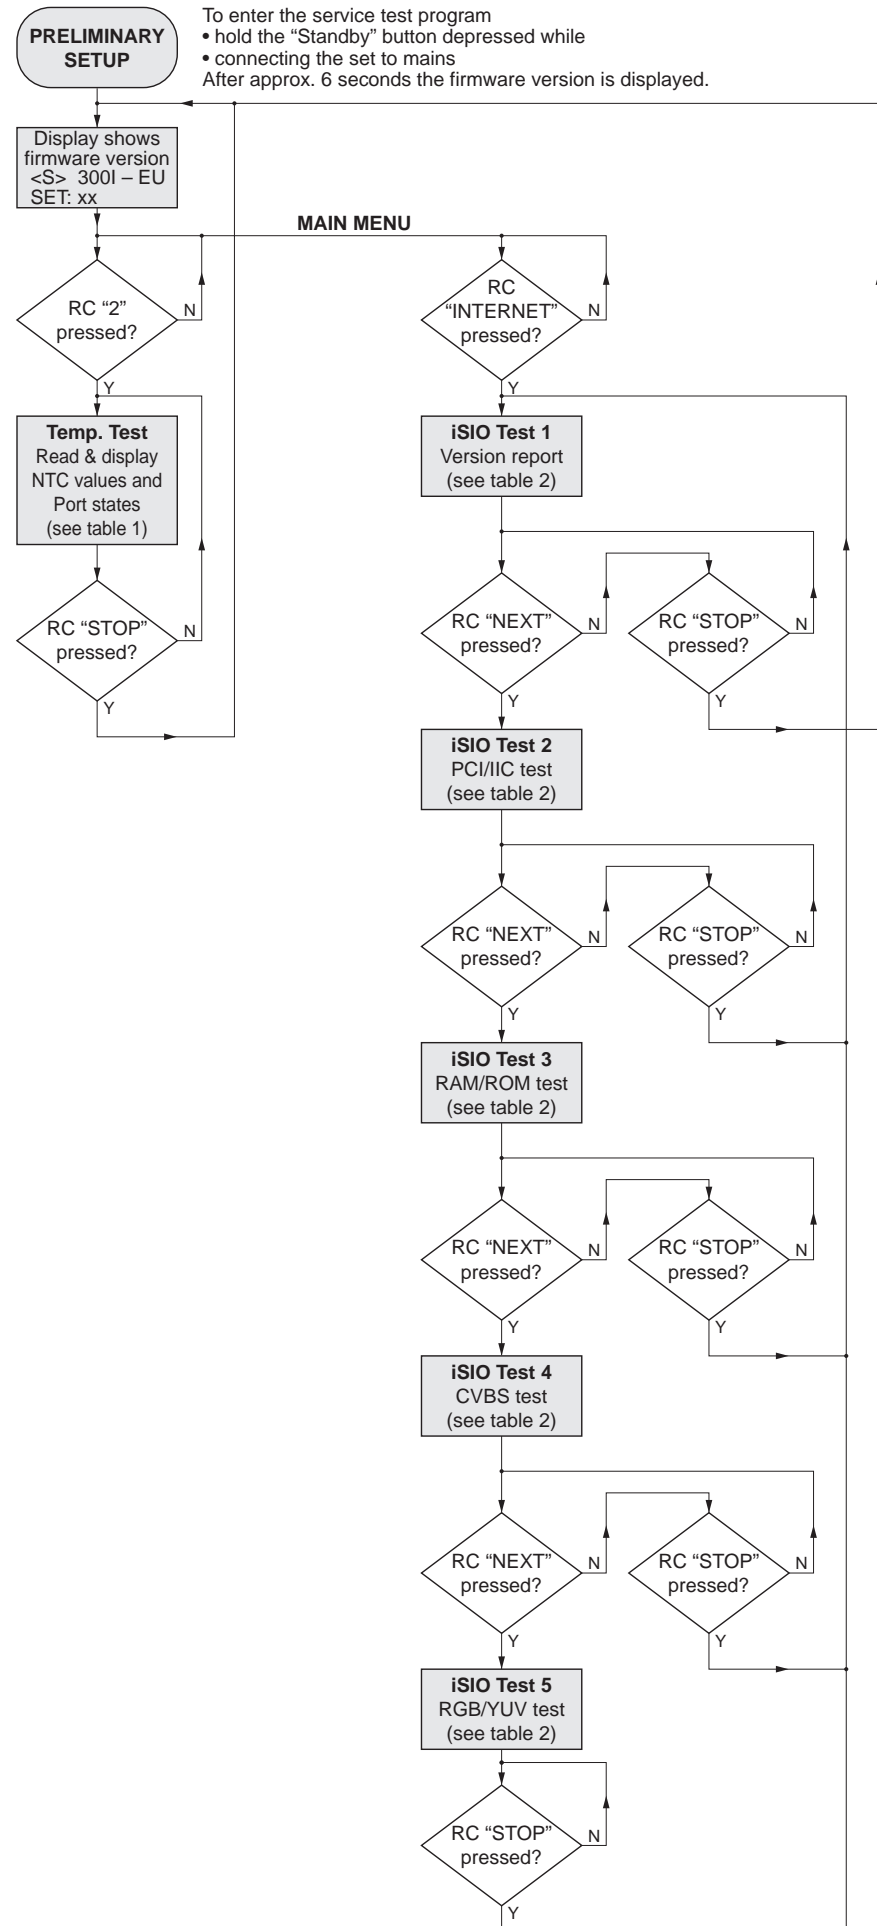 PRELIMINARY
SETUP
To enter the service test program
• hold the “Standby” button depressed while
• connecting the set to mains
After approx. 6 seconds the firmware version is displayed.
Display shows
firmware version
<S> 300I – EU
SET: xx
MAIN MENU
RC “2”
pressed?
N
Y
RC
“INTERNET”
pressed?
N
Y
Temp. Test
Read & display
NTC values and
Port states
(see table 1)
RC “STOP”
pressed?
N
Y
iSIO Test 1
Version report
(see table 2)
RC “NEXT”
pressed?
N
Y
RC “STOP”
pressed?
N
Y
iSIO Test 2
PCI/IIC test
(see table 2)
RC “NEXT”
pressed?
N
Y
RC “STOP”
pressed?
N
Y
iSIO Test 3
RAM/ROM test
(see table 2)
RC “NEXT”
pressed?
N
Y
RC “STOP”
pressed?
N
Y
iSIO Test 4
CVBS test
(see table 2)
RC “NEXT”
pressed?
N
Y
RC “STOP”
pressed?
N
Y
iSIO Test 5
RGB/YUV test
(see table 2)
RC “STOP”
pressed?
N
Y